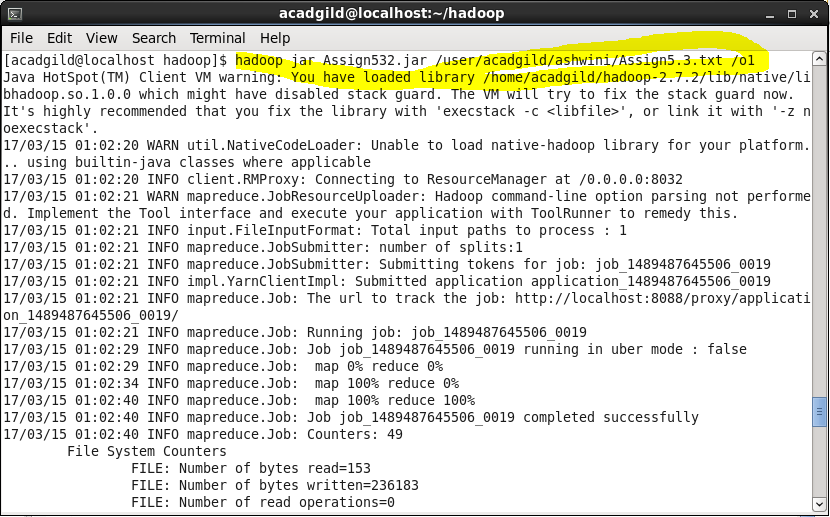 acadgild@localhost:~/hadoop
File Edit View Search Terminal Help
[acadgild@localhost hadoop]$ hadoop jar Assign532.jar /user/acadgild/ashwini/Assign5.3.txt /o1
Java HotSpot(TM) Client VM warning: You have loaded library /home/acadgild/hadoop-2.7.2/lib/native/li
bhadoop.so.1.0.0 which might have disabled stack guard. The VM will try to fix the stack guard now.
It's highly recommended that you fix the library with 'execstack -c <libfile>', or link it with '-z n
oexecstack'.
17/03/15 01:02:20 WARN util.NativeCodeLoader: Unable to load native-hadoop library for your platform.
.. using builtin-java classes where applicable
17/03/15 01:02:20 INFO client.RMProxy: Connecting to ResourceManager at /0.0.0.0:8032
17/03/15 01:02:21 WARN mapreduce.JobResourceUploader: Hadoop command-line option parsing not performe
d. Implement the Tool interface and execute your application with ToolRunner to remedy this.
17/03/15 01:02:21 INFO input.FileInputFormat: Total input paths to process : 1
17/03/15 01:02:21 INFO mapreduce.JobSubmitter: number of splits:1
17/03/15 01:02:21 INFO mapreduce.JobSubmitter: Submitting tokens for job: job_1489487645506_0019
17/03/15 01:02:21 INFO impl.YarnClientImpl: Submitted application application_1489487645506_0019
17/03/15 01:02:21 INFO mapreduce.Job: The url to track the job: http://localhost:8088/proxy/applicati
on_1489487645506_0019/
17/03/15 01:02:21 INFO mapreduce.Job: Running job: job_1489487645506_0019
17/03/15 01:02:29 INFO mapreduce.Job: Job job_1489487645506_0019 running in uber mode : false
17/03/15 01:02:29 INFO mapreduce.Job:  map 0% reduce 0%
17/03/15 01:02:34 INFO mapreduce.Job:  map 100% reduce 0%
17/03/15 01:02:40 INFO mapreduce.Job:  map 100% reduce 100%
17/03/15 01:02:40 INFO mapreduce.Job: Job job_1489487645506_0019 completed successfully
17/03/15 01:02:40 INFO mapreduce.Job: Counters: 49
File System Counters
FILE: Number of bytes read=153
FILE: Number of bytes written=236183
FILE: Number of read operations=0